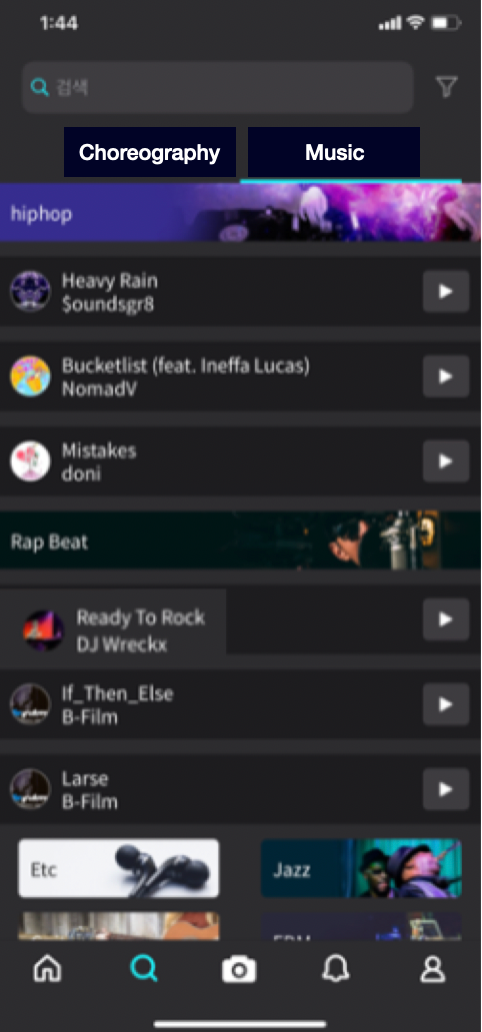 1:44
검색
Choreography
Music
hiphop
Heavy Rain
$oundsgr8
Bucketlist (feat. Ineffa Lucas)
NomadV
Mistakes
doni
Rap Beat
Ready To Rock
DJ Wreckx
If_Then_Else
B-Film
Larse
B-Film
Etc
Jazz